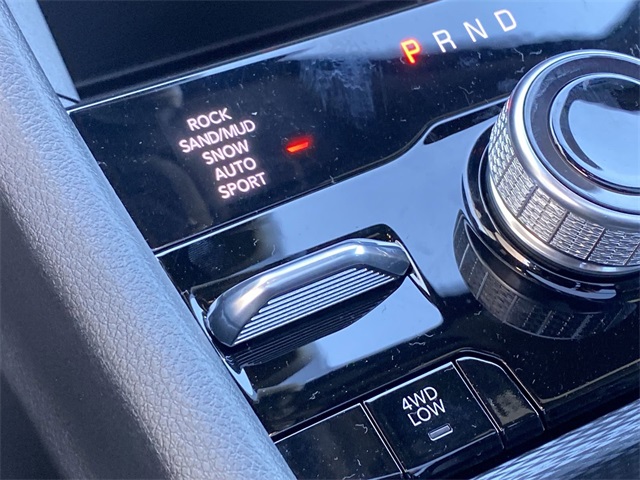 P R N D
ROCK
SAND/MUD
SNOW
AUTO
SPORT
4WD
LOW